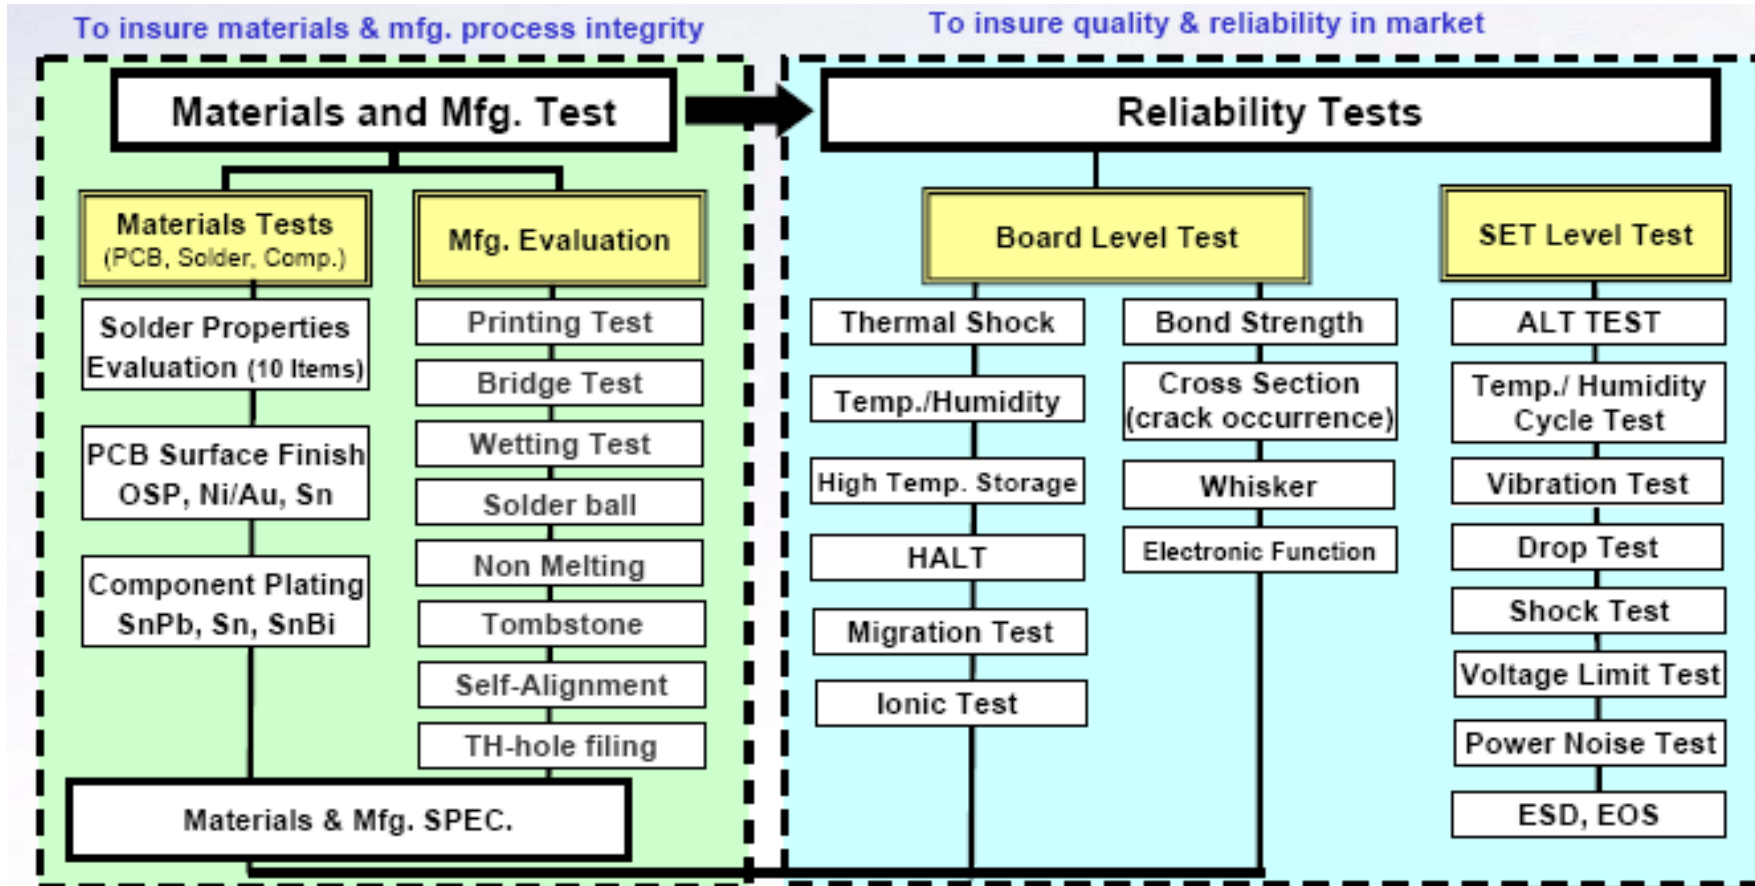 To insure materials & mfg. process integrity
Materials and Mfg. Test
Materials Tests
(PCB, Solder, Comp.)
Solder Properties
Evaluation (10 Items)
PCB Surface Finish
OSP, Ni/Au, Sn
Component Plating
SnPb, Sn, SnBi
Mfg. Evaluation
Printing Test
Bridge Test
Wetting Test
Solder ball
Non Melting
Tombstone
Self-Alignment
TH-hole filing
Materials & Mfg. SPEC.
To insure quality & reliability in market
Reliability Tests
Board Level Test
Thermal Shock
Temp./Humidity
High Temp. Storage
HALT
Migration Test
Ionic Test
Bond Strength
Cross Section
(crack occurrence)
Whisker
Electronic Function
SET Level Test
ALT TEST
Temp./ Humidity
Cycle Test
Vibration Test
Drop Test
Shock Test
Voltage Limit Test
Power Noise Test
ESD, EOS